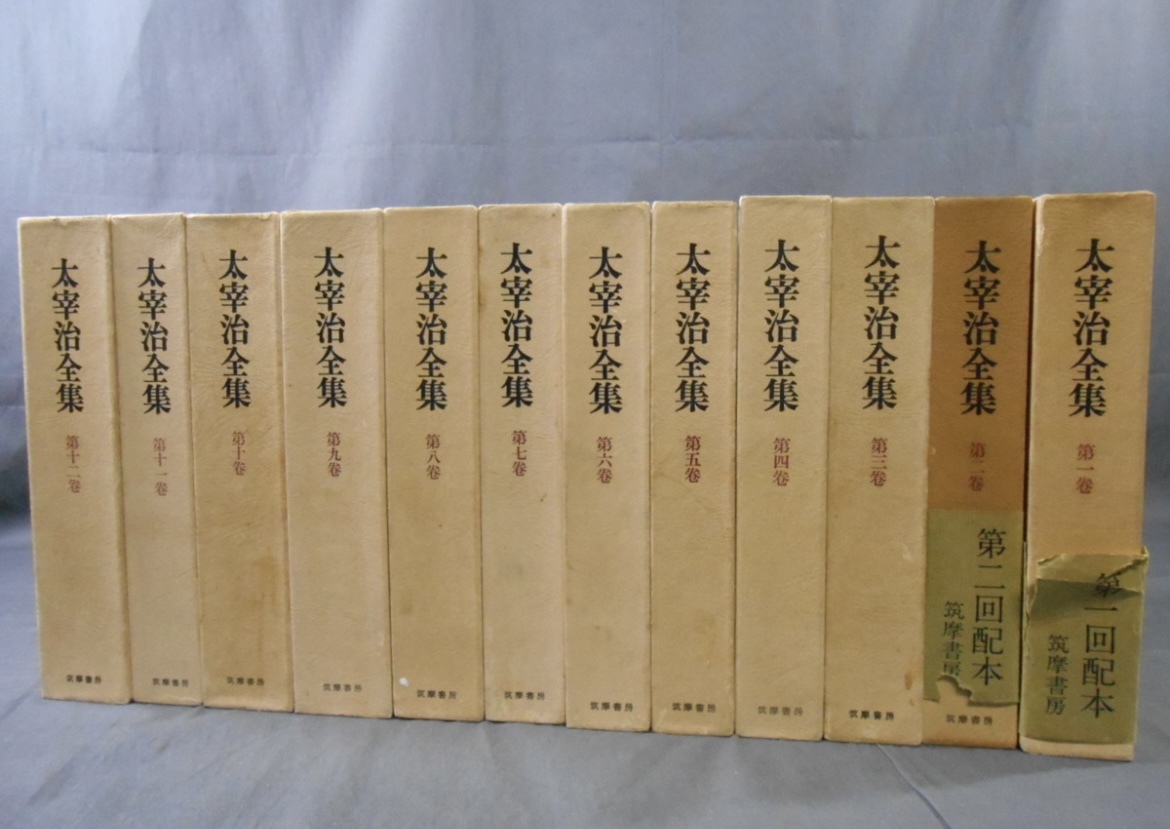 太宰治全集
第一巻
第一回配本
筑摩書房
太宰治全集
第二巻
第二回配本
筑摩書房
筑摩書房
太宰治全集
第三巻
筑摩書房
太宰治全集
第四巻
筑摩書房
太宰治全集
第五巻
筑摩書房
太宰治全集
第六巻
筑摩書房
太宰治全集
第七巻
筑摩書房
太宰治全集
第八巻
筑摩書房
太宰治全集
第九巻
筑摩書房
太宰治全集
第十巻
筑摩書房
太宰治全集
第十一巻
筑摩書房
太宰治全集
第十二巻
筑摩書房